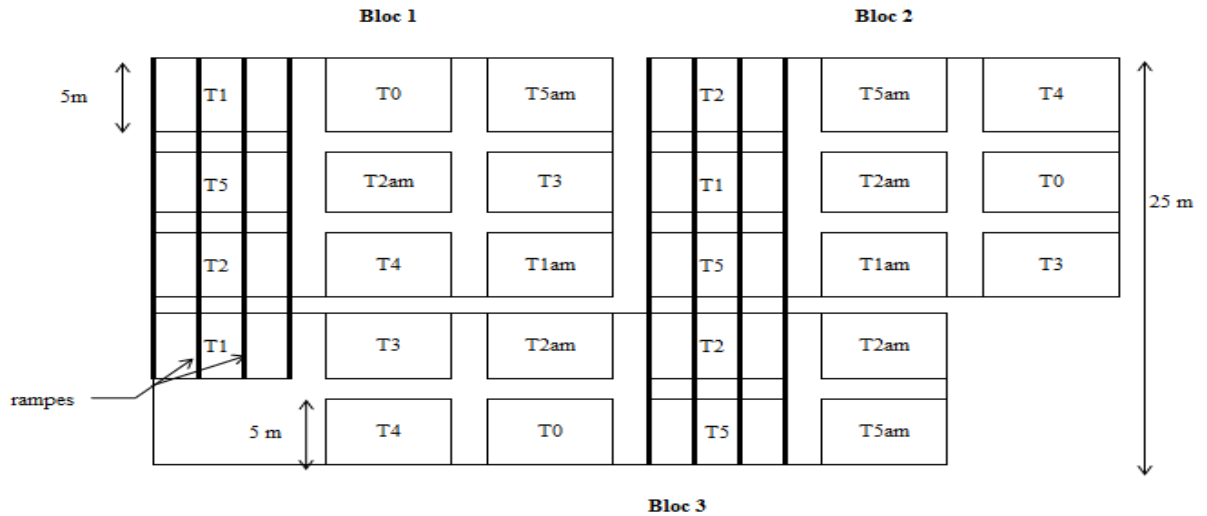 Bloc 1 Bloc 2
5m T1 T0 T5am T2 T5am T4
T5 T2am T3 T1 T2am T0
25 m
T2 T4 T1am T5 T1am T3
T1 T3 T2am T2 T2am
rampes
5 m T4 T0 T5 T5am
Bloc 3